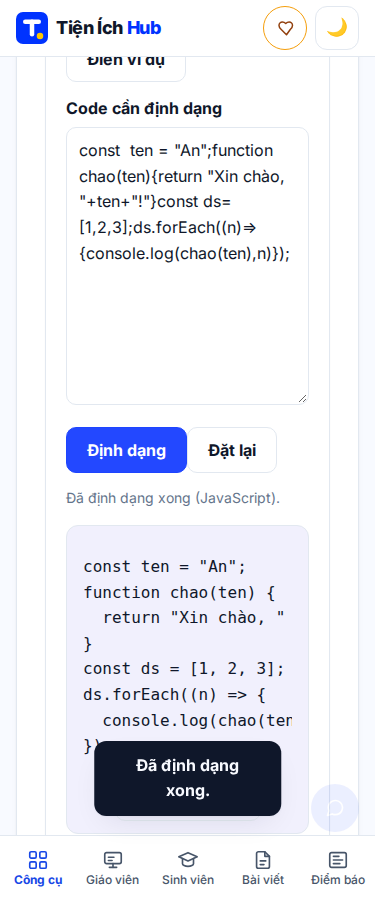 Tiện Ích Hub
Điền ví dụ
Code cần định dạng
const  ten = "An";function
chao(ten){return "Xin chào,
"+ten+"!"}const ds=
[1,2,3];ds.forEach((n)=>
{console.log(chao(ten),n)});
Định dạng Đặt lại
Đã định dạng xong (JavaScript).
const ten = "An";
function chao(ten) {
  return "Xin chào, "
}
const ds = [1, 2, 3];
ds.forEach((n) => {
  console.log(chao(ten
})
Đã định dạng
xong.
Công cụ Giáo viên Sinh viên Bài viết Điểm báo